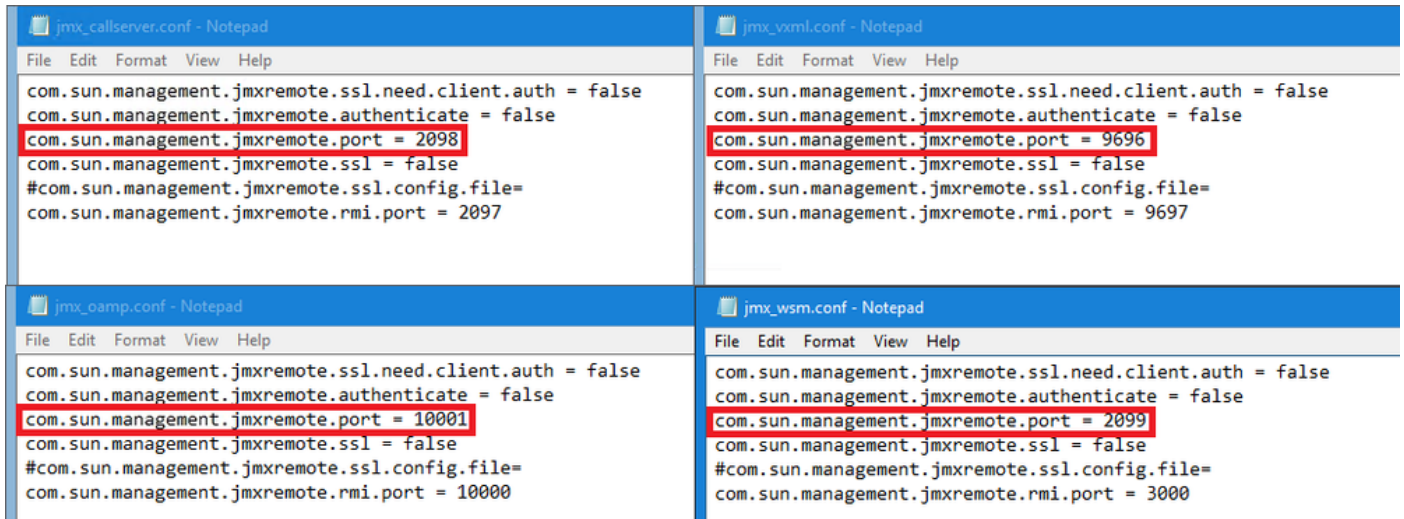 jmx_callserver.conf - Notepad
File Edit Format View Help
com.sun.management.jmxremote.ssl.need.client.auth = false
com.sun.management.jmxremote.authenticate = false
com.sun.management.jmxremote.port = 2098
com.sun.management.jmxremote.ssl = false
#com.sun.management.jmxremote.ssl.config.file=
com.sun.management.jmxremote.rmi.port = 2097
jmx_vxml.conf - Notepad
File Edit Format View Help
com.sun.management.jmxremote.ssl.need.client.auth = false
com.sun.management.jmxremote.authenticate = false
com.sun.management.jmxremote.port = 9696
com.sun.management.jmxremote.ssl = false
#com.sun.management.jmxremote.ssl.config.file=
com.sun.management.jmxremote.rmi.port = 9697
jmx_oamp.conf - Notepad
File Edit Format View Help
com.sun.management.jmxremote.ssl.need.client.auth = false
com.sun.management.jmxremote.authenticate = false
com.sun.management.jmxremote.port = 10001
com.sun.management.jmxremote.ssl = false
#com.sun.management.jmxremote.ssl.config.file=
com.sun.management.jmxremote.rmi.port = 10000
jmx_wsm.conf - Notepad
File Edit Format View Help
com.sun.management.jmxremote.ssl.need.client.auth = false
com.sun.management.jmxremote.authenticate = false
com.sun.management.jmxremote.port = 2099
com.sun.management.jmxremote.ssl = false
#com.sun.management.jmxremote.ssl.config.file=
com.sun.management.jmxremote.rmi.port = 3000